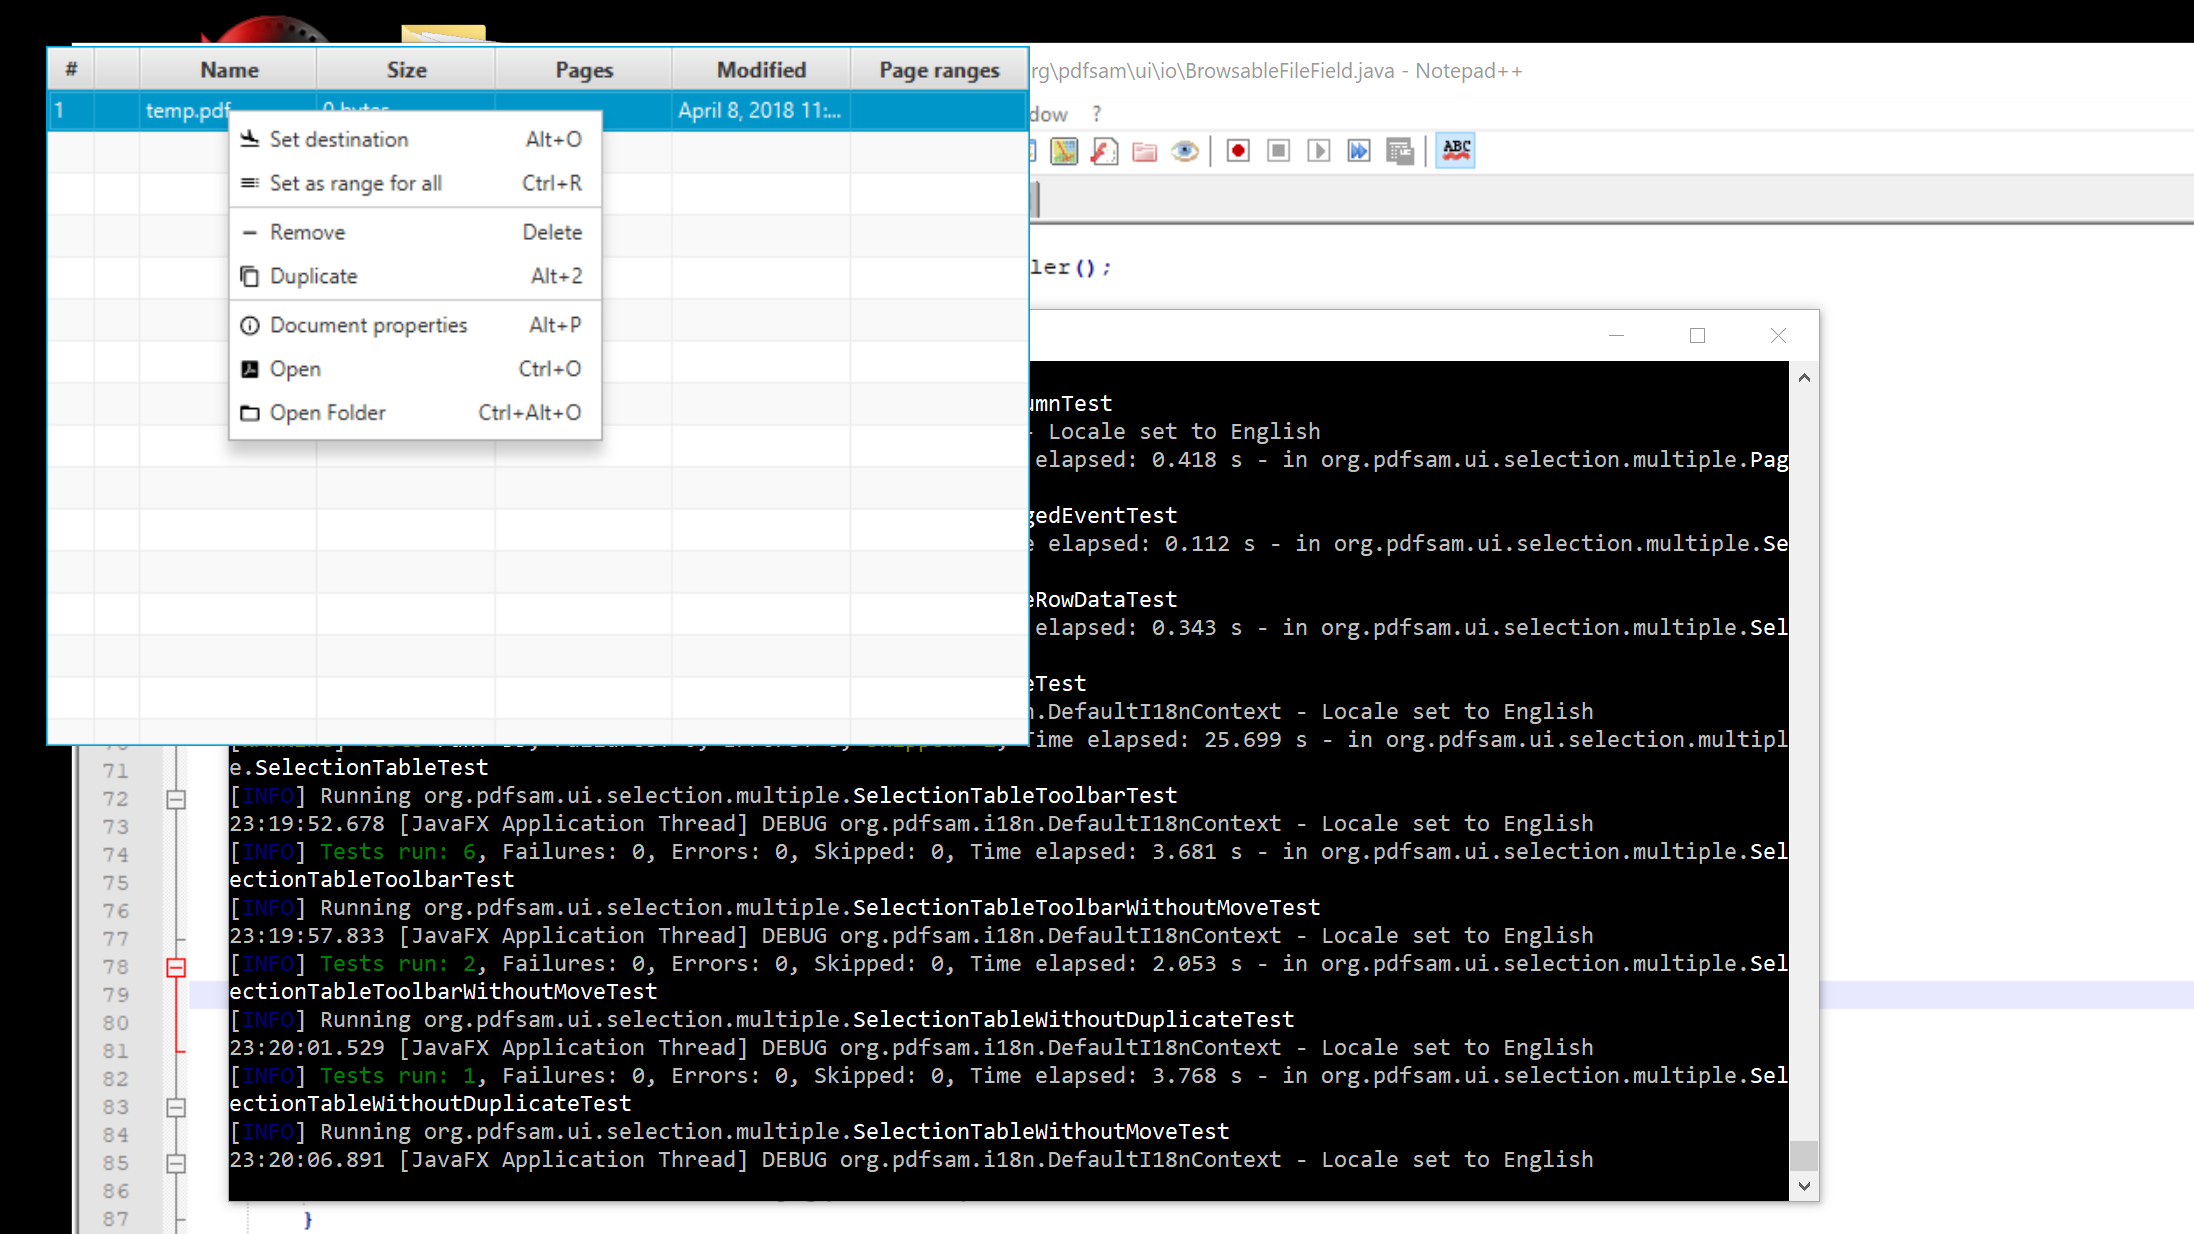 rg\pdfsam\ui\io\BrowsableFileField.java - Notepad++
dow ?
# Name Size Pages Modified Page ranges
1 temp.pdf 0 bytes April 8, 2018 11:...
Set destination Alt+O
Set as range for all Ctrl+R
Remove Delete
Duplicate Alt+2
Document properties Alt+P
Open Ctrl+O
Open Folder Ctrl+Alt+O
ABC
ler();
umnTest
- Locale set to English
elapsed: 0.418 s - in org.pdfsam.ui.selection.multiple.Pag
gedEventTest
e elapsed: 0.112 s - in org.pdfsam.ui.selection.multiple.Se
eRowDataTest
elapsed: 0.343 s - in org.pdfsam.ui.selection.multiple.Sel
eTest
n.DefaultI18nContext - Locale set to English
Time elapsed: 25.699 s - in org.pdfsam.ui.selection.multipl
e.SelectionTableTest
[INFO] Running org.pdfsam.ui.selection.multiple.SelectionTableToolbarTest
23:19:52.678 [JavaFX Application Thread] DEBUG org.pdfsam.i18n.DefaultI18nContext - Locale set to English
[INFO] Tests run: 6, Failures: 0, Errors: 0, Skipped: 0, Time elapsed: 3.681 s - in org.pdfsam.ui.selection.multiple.Sel
ectionTableToolbarTest
[INFO] Running org.pdfsam.ui.selection.multiple.SelectionTableToolbarWithoutMoveTest
23:19:57.833 [JavaFX Application Thread] DEBUG org.pdfsam.i18n.DefaultI18nContext - Locale set to English
[INFO] Tests run: 2, Failures: 0, Errors: 0, Skipped: 0, Time elapsed: 2.053 s - in org.pdfsam.ui.selection.multiple.Sel
ectionTableToolbarWithoutMoveTest
[INFO] Running org.pdfsam.ui.selection.multiple.SelectionTableWithoutDuplicateTest
23:20:01.529 [JavaFX Application Thread] DEBUG org.pdfsam.i18n.DefaultI18nContext - Locale set to English
[INFO] Tests run: 1, Failures: 0, Errors: 0, Skipped: 0, Time elapsed: 3.768 s - in org.pdfsam.ui.selection.multiple.Sel
ectionTableWithoutDuplicateTest
[INFO] Running org.pdfsam.ui.selection.multiple.SelectionTableWithoutMoveTest
23:20:06.891 [JavaFX Application Thread] DEBUG org.pdfsam.i18n.DefaultI18nContext - Locale set to English
71
72
73
74
75
76
77
78
79
80
81
82
83
84
85
86
87 }